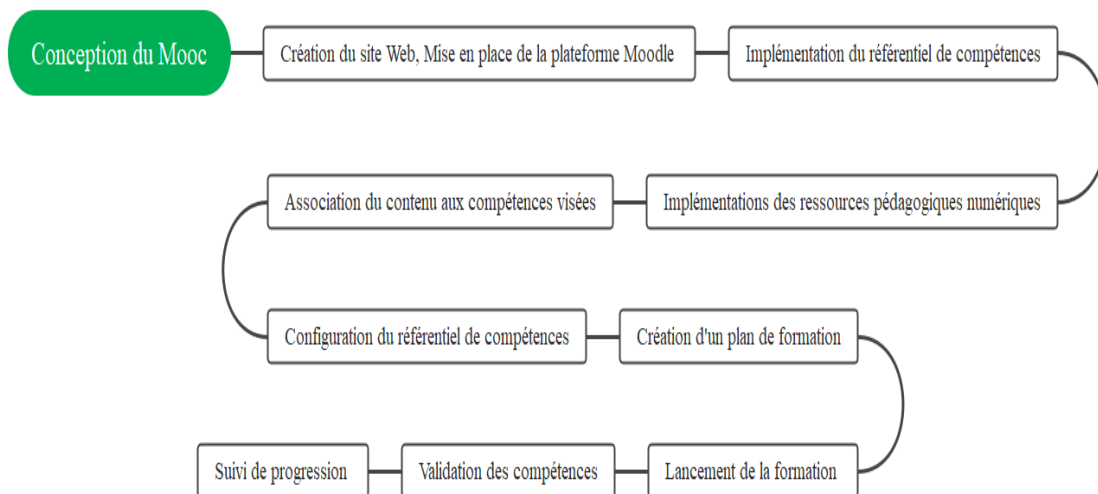 Conception du Mooc
Création du site Web, Mise en place de la plateforme Moodle
Implémentation du référentiel de compétences
Implémentations des ressources pédagogiques numériques
Association du contenu aux compétences visées
Configuration du référentiel de compétences
Création d'un plan de formation
Lancement de la formation
Validation des compétences
Suivi de progression